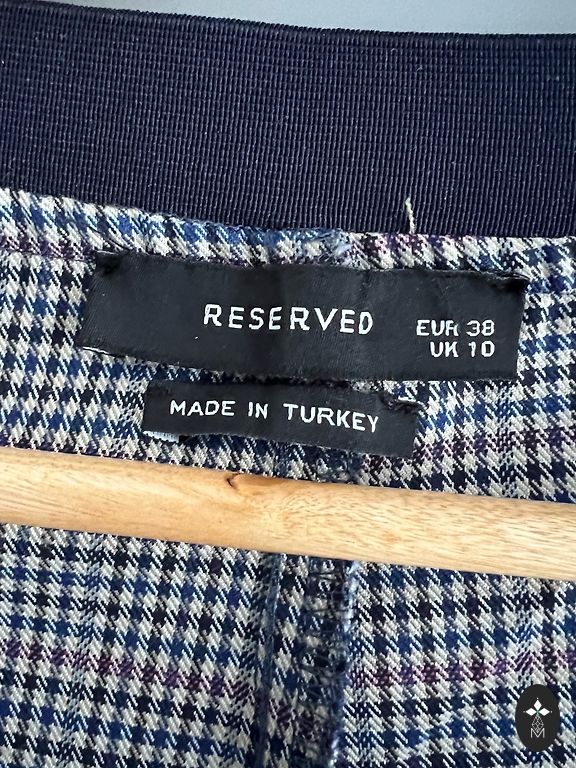 RESERVED
EUR 38
UK 10
MADE IN TURKEY
M